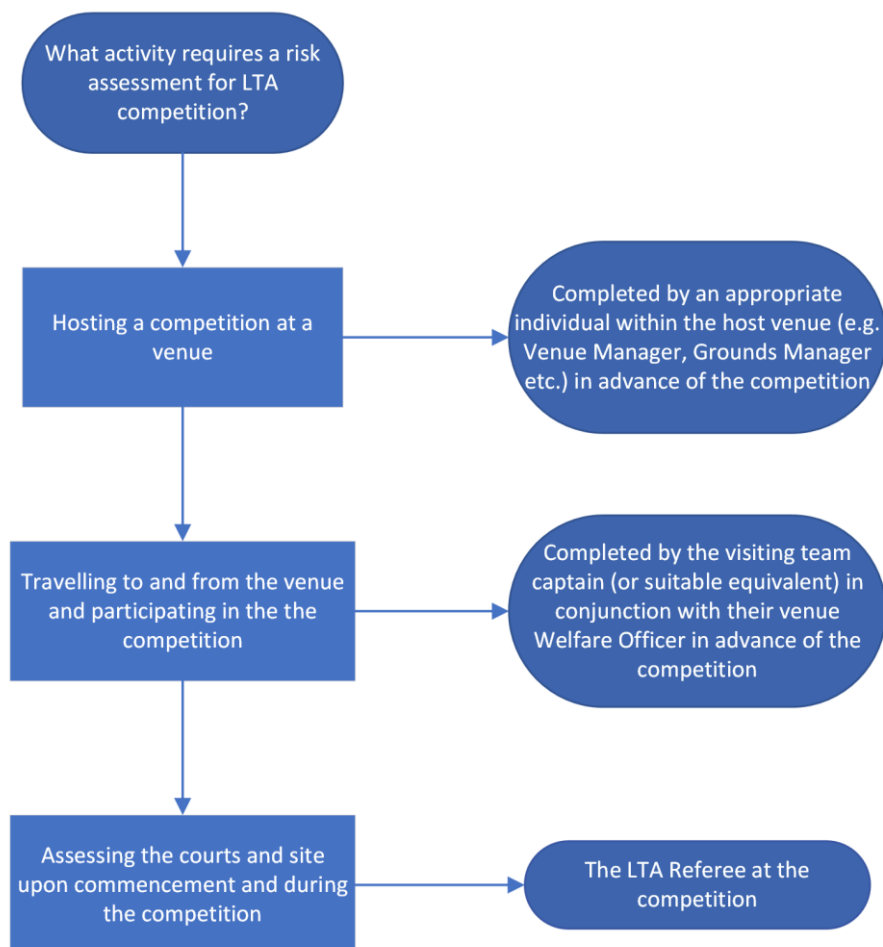 What activity requires a risk
assessment for LTA
competition?
Hosting a competition at a
venue
Completed by an appropriate
individual within the host venue (e.g.
Venue Manager, Grounds Manager
etc.) in advance of the competition
Travelling to and from the venue
and participating in the the
competition
Completed by the visiting team
captain (or suitable equivalent) in
conjunction with their venue
Welfare Officer in advance of the
competition
Assessing the courts and site
upon commencement and during
the competition
The LTA Referee at the
competition